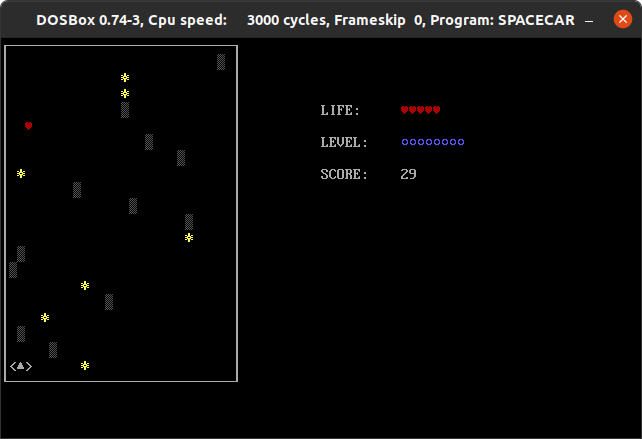 DOSBox 0.74-3, Cpu speed: 3000 cycles, Frameskip 0, Program: SPACECAR
LIFE: ♥♥♥♥♥
LEVEL: ○○○○○○○○
SCORE: 29